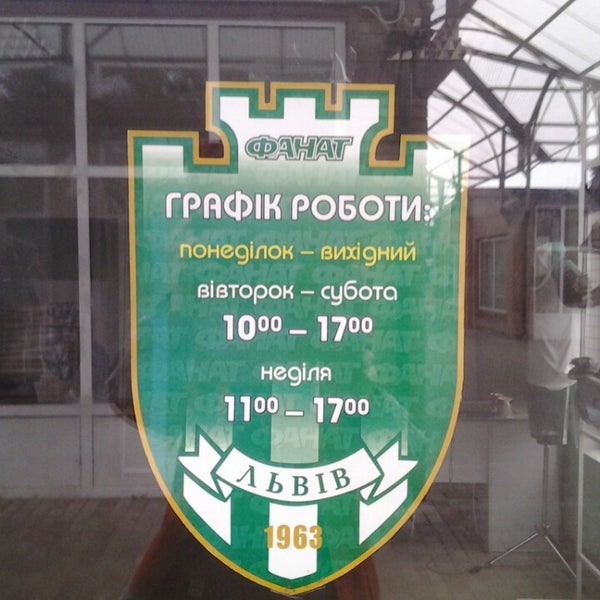 ФАНАТ
ГРАФІК РОБОТИ:
понеділок – вихідний
вівторок – субота
10⁰⁰ – 17⁰⁰
неділя
11⁰⁰ – 17⁰⁰
ЛЬВІВ
1963